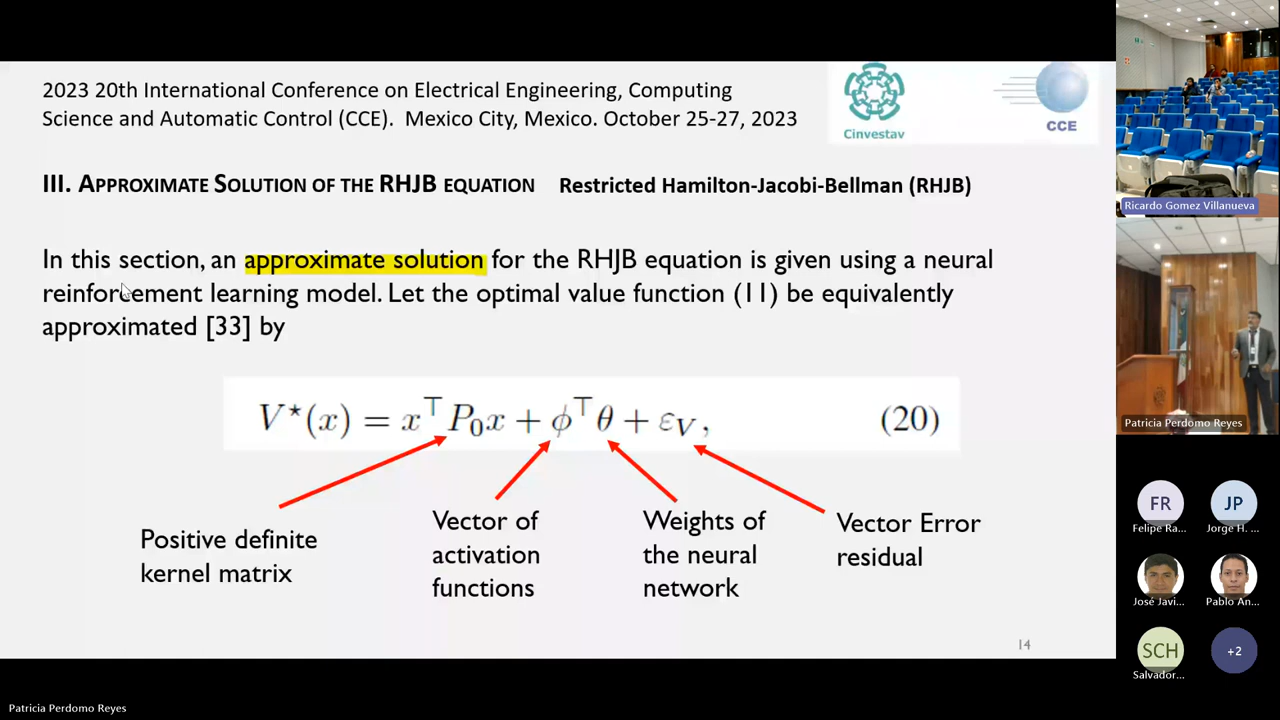 2023 20th International Conference on Electrical Engineering, Computing
Science and Automatic Control (CCE).  Mexico City, Mexico. October 25-27, 2023
Cinvestav
CCE
III. APPROXIMATE SOLUTION OF THE RHJB EQUATION
Restricted Hamilton-Jacobi-Bellman (RHJB)
In this section, an approximate solution for the RHJB equation is given using a neural
reinforcement learning model. Let the optimal value function (11) be equivalently
approximated [33] by
V*(x) = x⊤P₀x + ϕ⊤θ + ε_V, (20)
Positive definite
kernel matrix
Vector of
activation
functions
Weights of
the neural
network
Vector Error
residual
14
Ricardo Gomez Villanueva
Patricia Perdomo Reyes
FR
Felipe Ra...
JP
Jorge H. ...
José Javi...
Pablo An...
SCH
Salvador...
+2
Patricia Perdomo Reyes